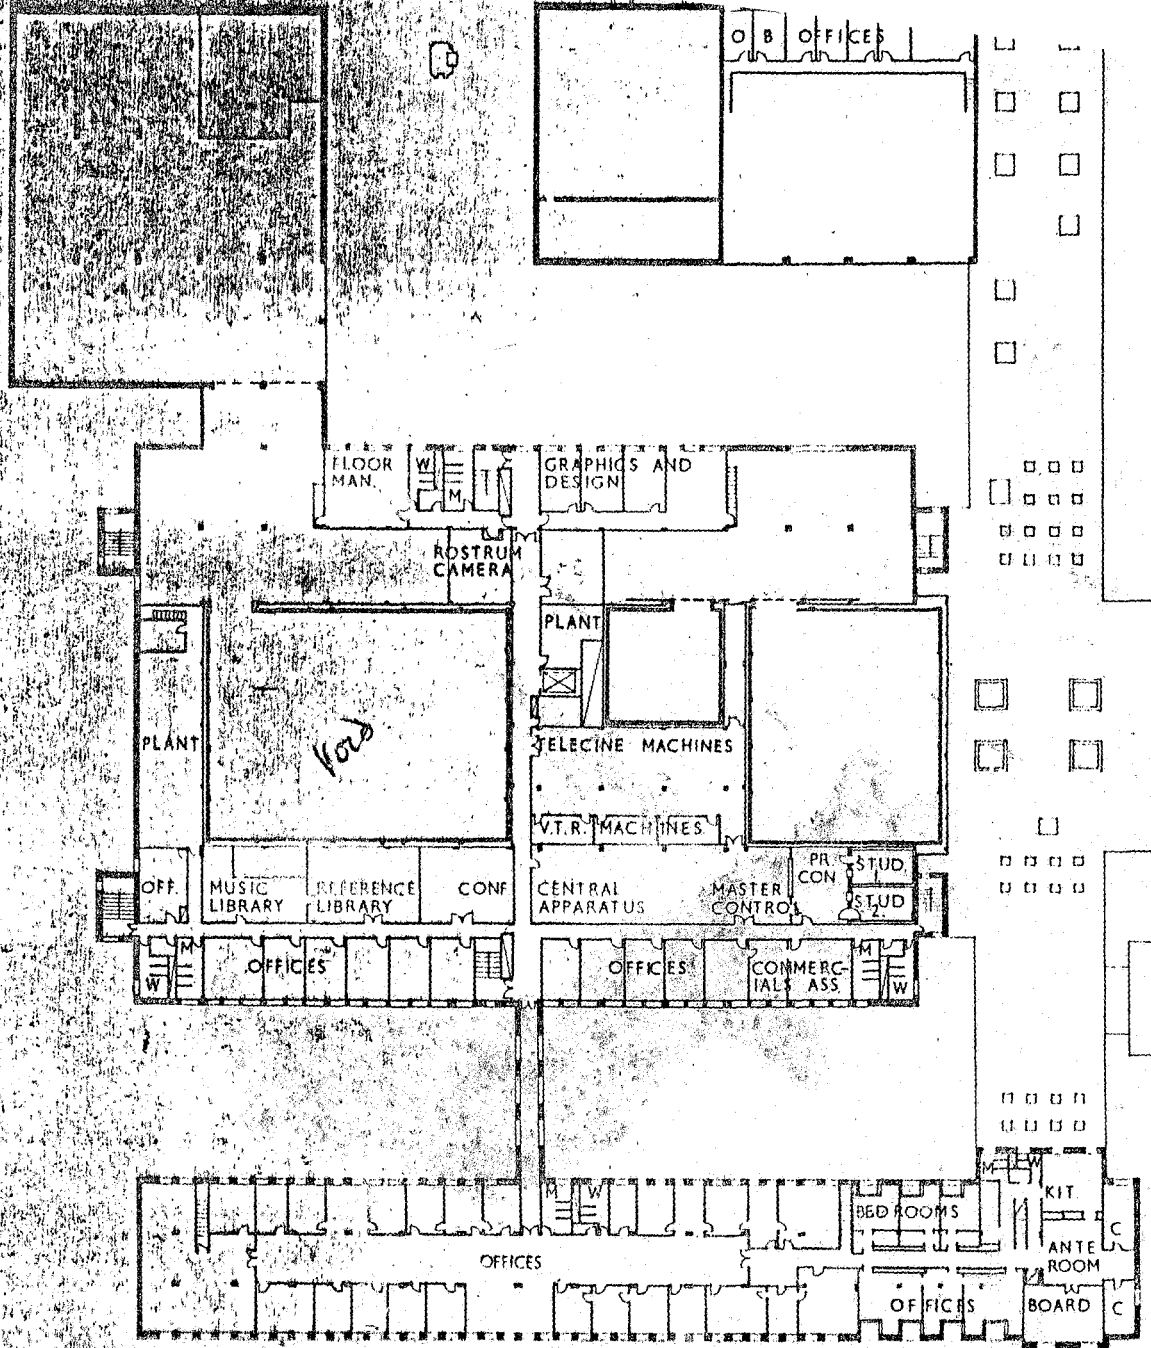 O B OFFICES
FLOOR
MAN.
W
M
GRAPHICS AND
DESIGN
ROSTRUM
CAMERA
PLANT
PLANT
Void
TELECINE MACHINES
V.T.R. MACHINES
OFF.
MUSIC
LIBRARY
REFERENCE
LIBRARY
CONF
CENTRAL
APPARATUS
MASTER
CONTROL
PR
CON
STUD
1.
STUD
2.
W
M
OFFICES
OFFICES
COMMERC-
IALS ASS
M
W
M
W
M
W
KIT.
BED ROOMS
C
ANTE
ROOM
OFFICES
OFFICES
BOARD
C